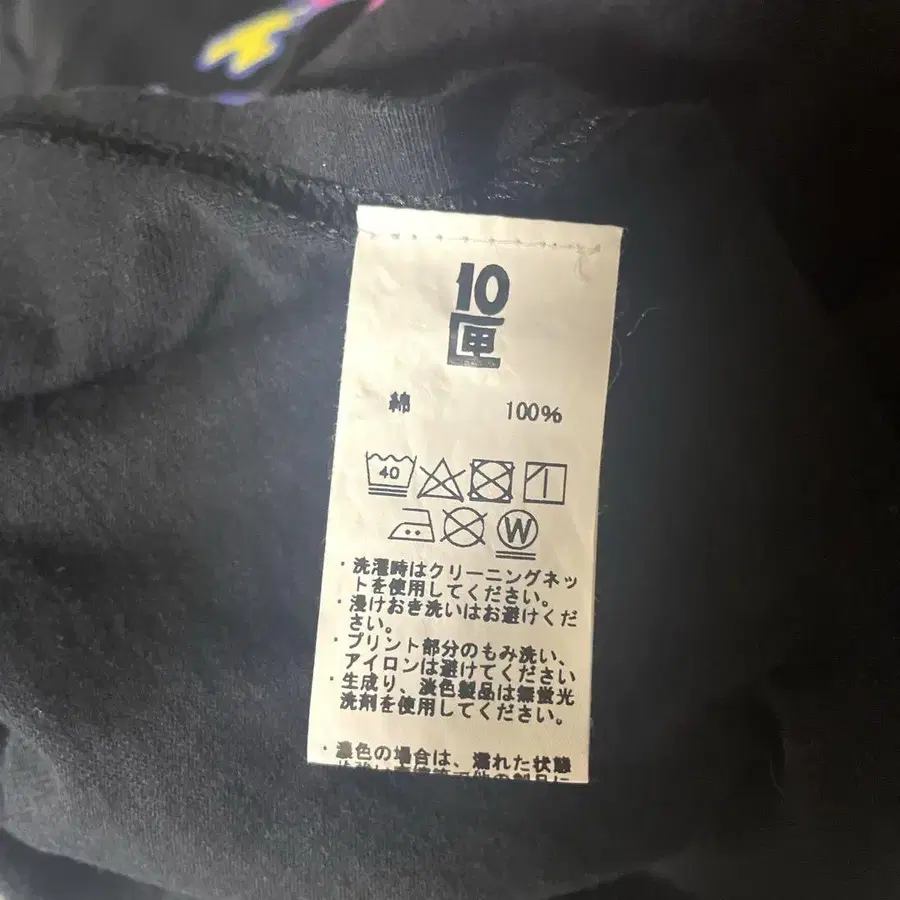 10
匣
綿 100%
40
W
・洗濯時はクリーニングネッ
トを使用してください。
・浸けおき洗いはお避けくだ
さい。
・プリント部分のもみ洗い、
アイロンは避けてください
・生成り、淡色製品は無蛍光
洗剤を使用してください。
・濃色の場合は、濡れた状態